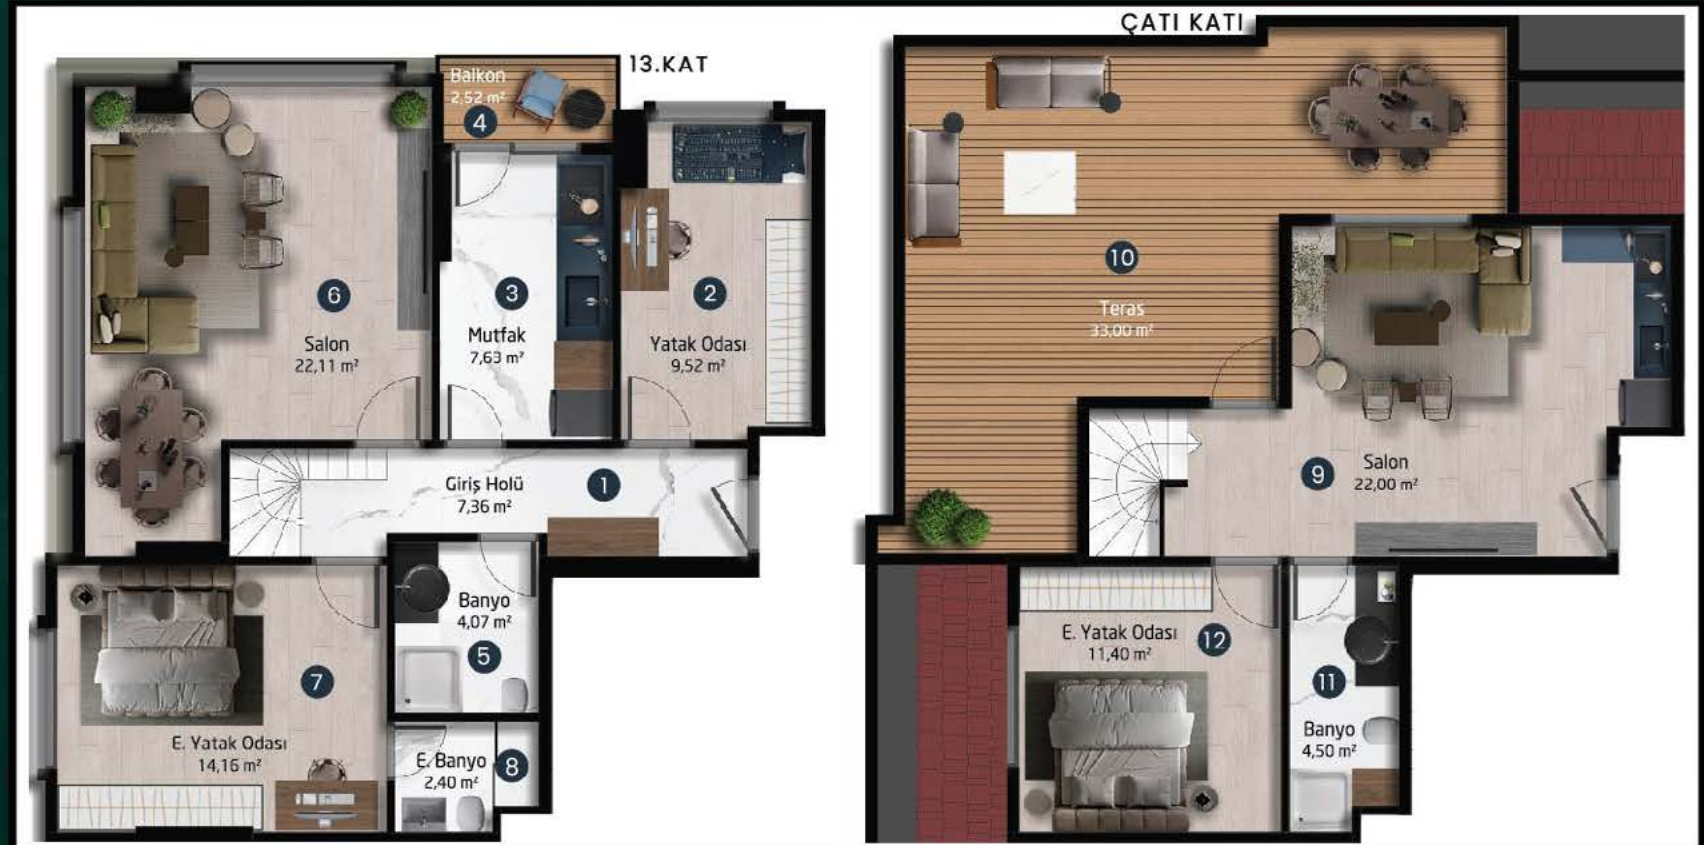 13.KAT
Balkon
2,52 m²
4
6
Salon
22,11 m²
3
Mutfak
7,63 m²
2
Yatak Odası
9,52 m²
Giriş Holü
7,36 m²
1
Banyo
4,07 m²
5
7
E. Yatak Odası
14,16 m²
E. Banyo
2,40 m²
8
ÇATI KATI
10
Teras
33,00 m²
9
Salon
22,00 m²
E. Yatak Odası
11,40 m²
12
11
Banyo
4,50 m²